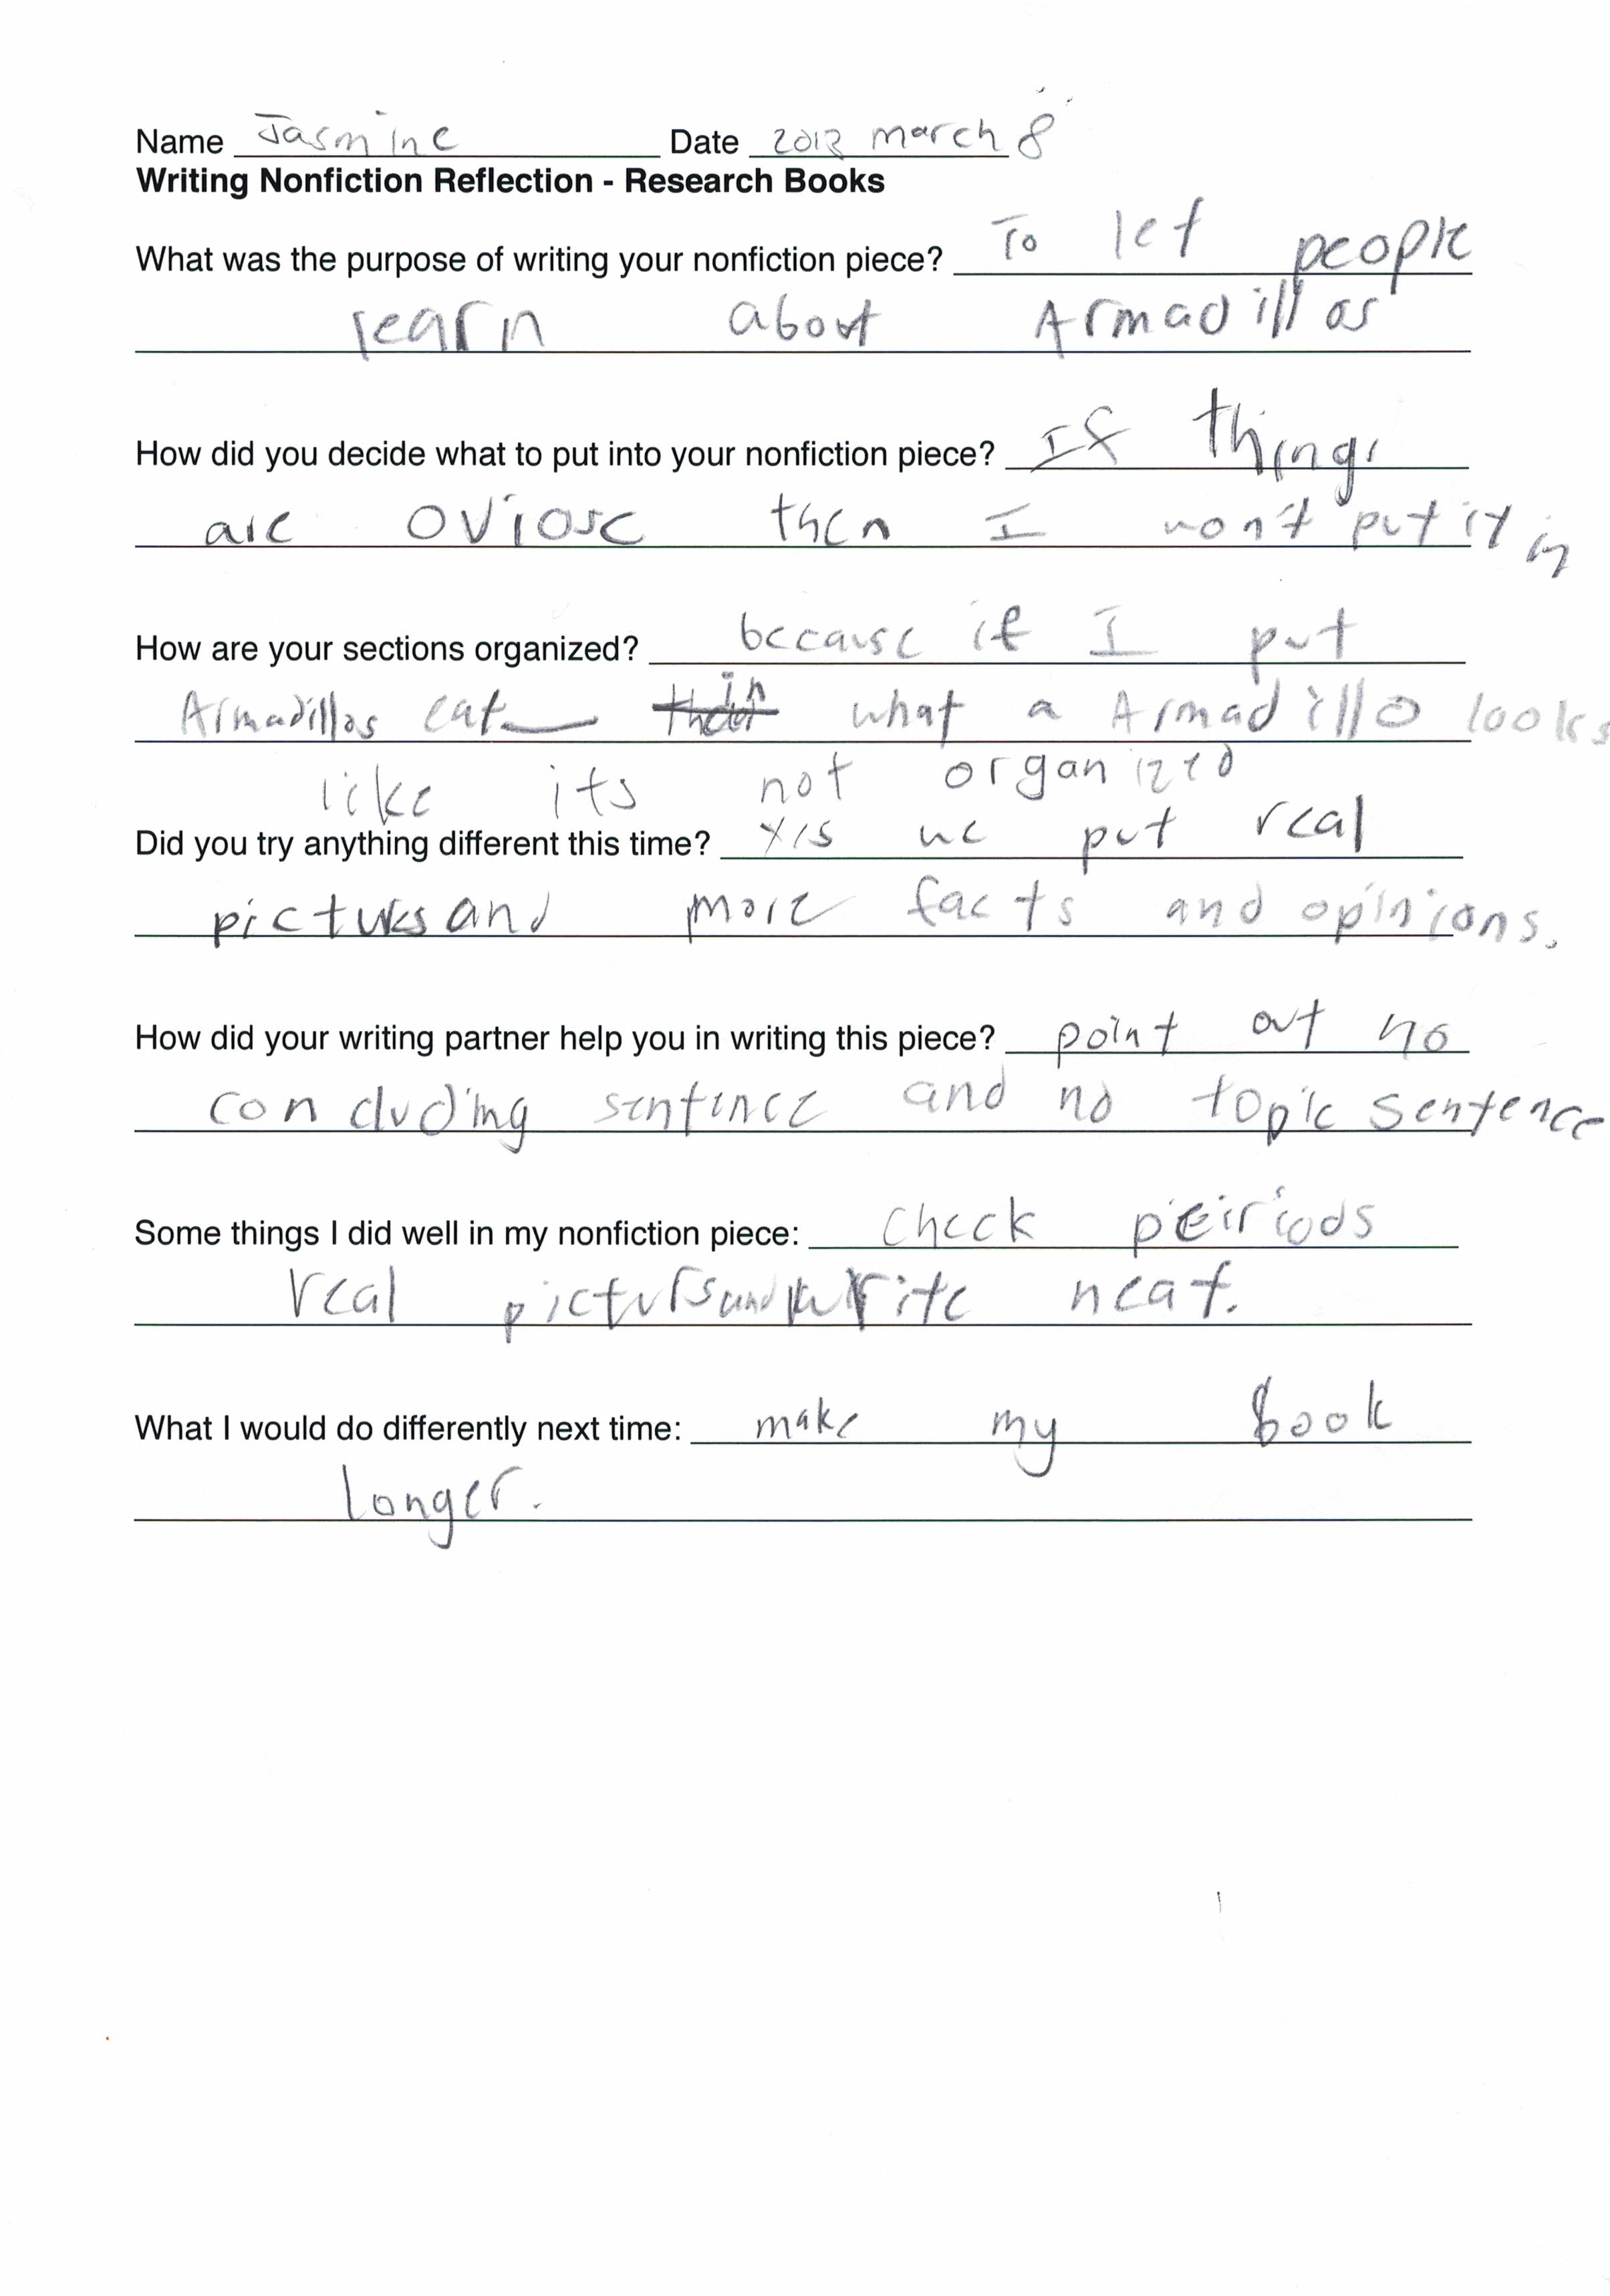 Name Jasmine Date march 8
Writing Nonfiction Reflection - Research Books
What was the purpose of writing your nonfiction piece? To let people
learn about Armadillos
How did you decide what to put into your nonfiction piece? If things
are oviose then I won't put it in
How are your sections organized? because if I put
Armadillos eat in what a Armadillo looks
like its not organized
Did you try anything different this time? yes we put real
and more facts and opinions.
How did your writing partner help you in writing this piece? point out no
concluding sentence and no topic sentence
Some things I did well in my nonfiction piece: check peiriods
real picturs and write neat.
What I would do differently next time: make my book
longer.